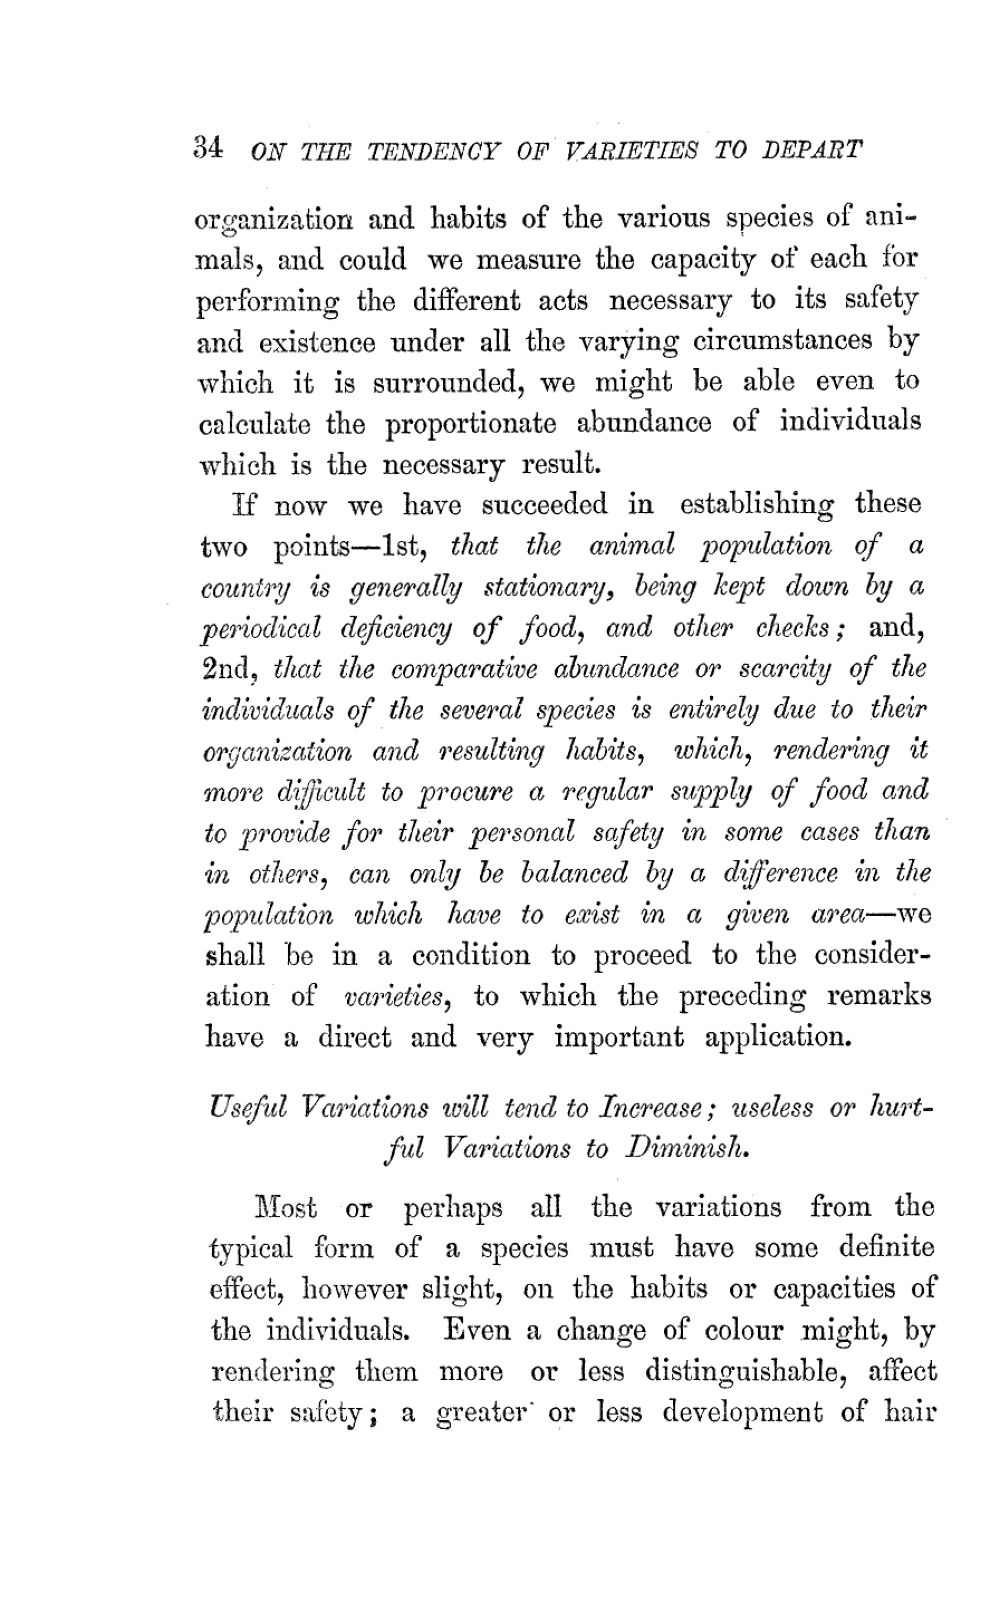 34 ON THE TENDENCY OF VARIETIES TO DEPART
organization and habits of the various species of ani-
mals, and could we measure the capacity of each for
performing the different acts necessary to its safety
and existence under all the varying circumstances by
which it is surrounded, we might be able even to
calculate the proportionate abundance of individuals
which is the necessary result.
If now we have succeeded in establishing these
two points—1st, that the animal population of a
country is generally stationary, being kept down by a
periodical deficiency of food, and other checks; and,
2nd, that the comparative abundance or scarcity of the
individuals of the several species is entirely due to their
organization and resulting habits, which, rendering it
more difficult to procure a regular supply of food and
to provide for their personal safety in some cases than
in others, can only be balanced by a difference in the
population which have to exist in a given area—we
shall be in a condition to proceed to the consider-
ation of varieties, to which the preceding remarks
have a direct and very important application.
Useful Variations will tend to Increase; useless or hurt-
ful Variations to Diminish.
Most or perhaps all the variations from the
typical form of a species must have some definite
effect, however slight, on the habits or capacities of
the individuals. Even a change of colour might, by
rendering them more or less distinguishable, affect
their safety; a greater or less development of hair